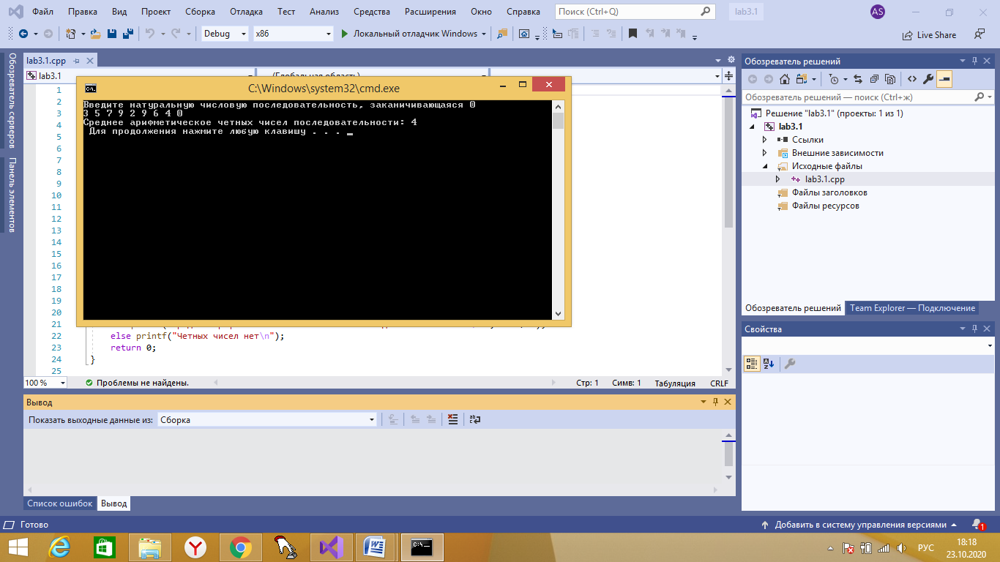 Файл Правка Вид Проект Сборка Отладка Тест Анализ Средства Расширения Окно Справка Поиск (Ctrl+Q) lab3.1 AS
Debug x86 Локальный отладчик Windows Live Share
Обозреватель серверов
Панель элементов
lab3.1.cpp
lab3.1 (Глобальная область)
C:\Windows\system32\cmd.exe
Введите натуральную числовую последовательность, заканичивающаяся 0
3 5 7 9 2 9 6 4 0
Среднее арифметическое четных чисел последовательности: 4
Для продолжения нажмите любую клавишу . . .
1
2
3
4
5
6
7
8
9
10
11
12
13
14
15
16
17
18
19
20
21
22 else printf("Четных чисел нет\n");
23 return 0;
24 }
25
100 % Проблемы не найдены. Стр: 1 Симв: 1 Табуляция CRLF
Вывод
Показать выходные данные из: Сборка
Список ошибок Вывод
Обозреватель решений
Обозреватель решений — поиск (Ctrl+ж)
Решение "lab3.1" (проекты: 1 из 1)
lab3.1
Ссылки
Внешние зависимости
Исходные файлы
lab3.1.cpp
Файлы заголовков
Файлы ресурсов
Обозреватель решений Team Explorer — Подключение
Свойства
Готово Добавить в систему управления версиями 1
РУС 18:18
23.10.2020